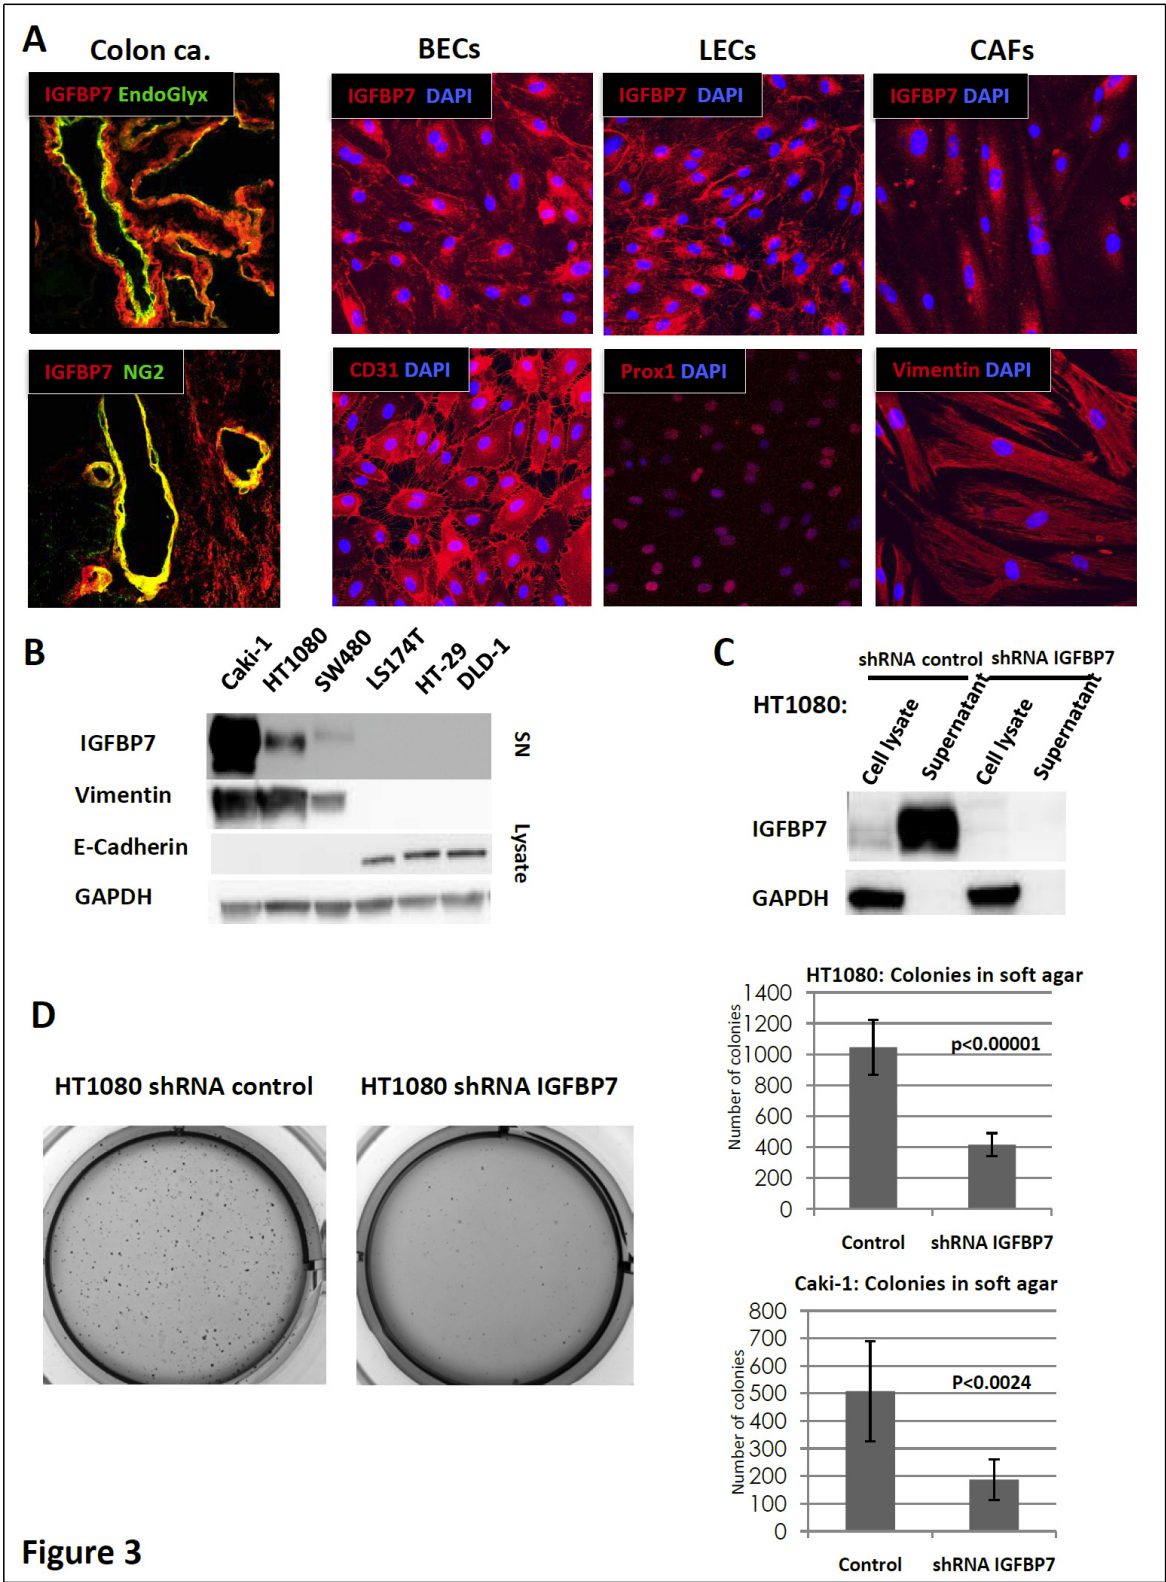 A
Colon ca.
BECs
LECs
CAFs
IGFBP7 EndoGlyx
IGFBP7 DAPI
IGFBP7 DAPI
IGFBP7 DAPI
IGFBP7 NG2
CD31 DAPI
Prox1 DAPI
Vimentin DAPI
B
Caki-1
HT1080
SW480
LS174T
HT-29
DLD-1
IGFBP7
SN
Vimentin
E-Cadherin
Lysate
GAPDH
C
shRNA control
shRNA IGFBP7
HT1080:
Cell lysate
Supernatant
Cell lysate
Supernatant
IGFBP7
GAPDH
D
HT1080 shRNA control
HT1080 shRNA IGFBP7
HT1080: Colonies in soft agar
Number of colonies
1400
1200
1000
800
600
400
200
0
p<0.00001
Control
shRNA IGFBP7
Caki-1: Colonies in soft agar
Number of colonies
800
700
600
500
400
300
200
100
0
P<0.0024
Control
shRNA IGFBP7
Figure 3